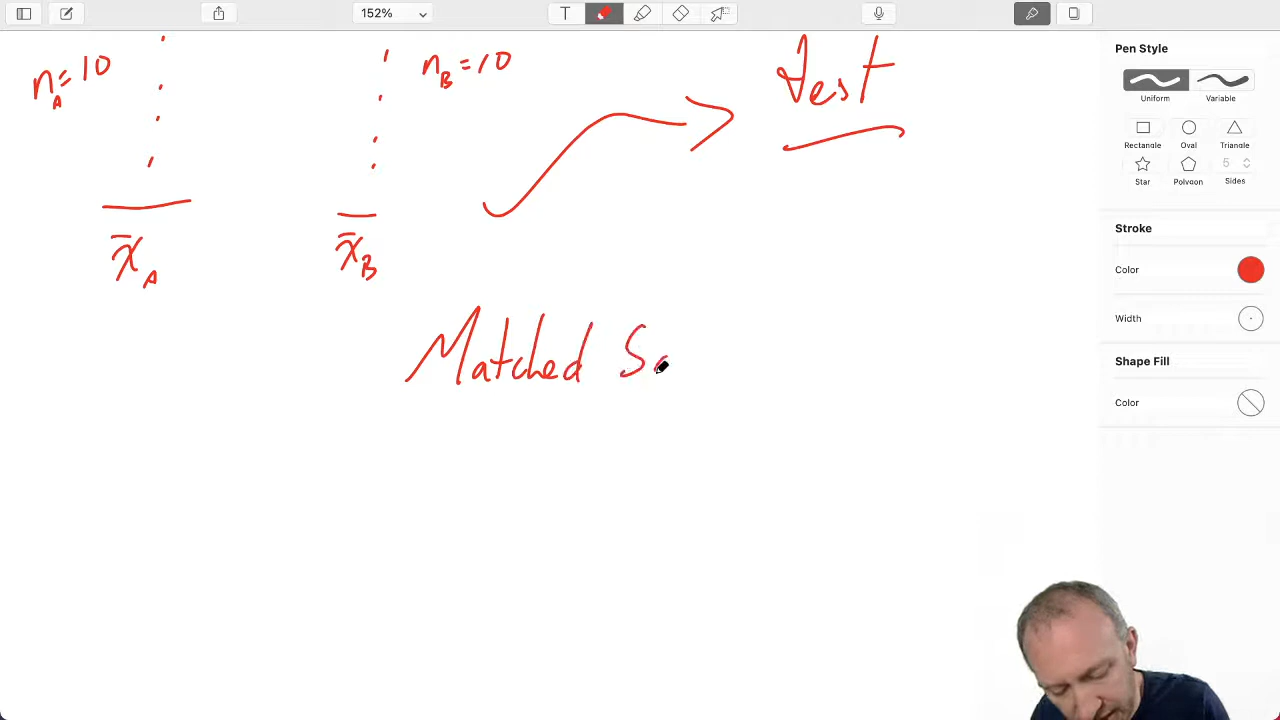 152%
T
Pen Style
n_A = 10
n_B = 10
Test
Uniform
Variable
Rectangle
Oval
Triangle
Star
Polygon
5
Sides
x̄_A
x̄_B
Stroke
Color
Width
Matched Sa
Shape Fill
Color